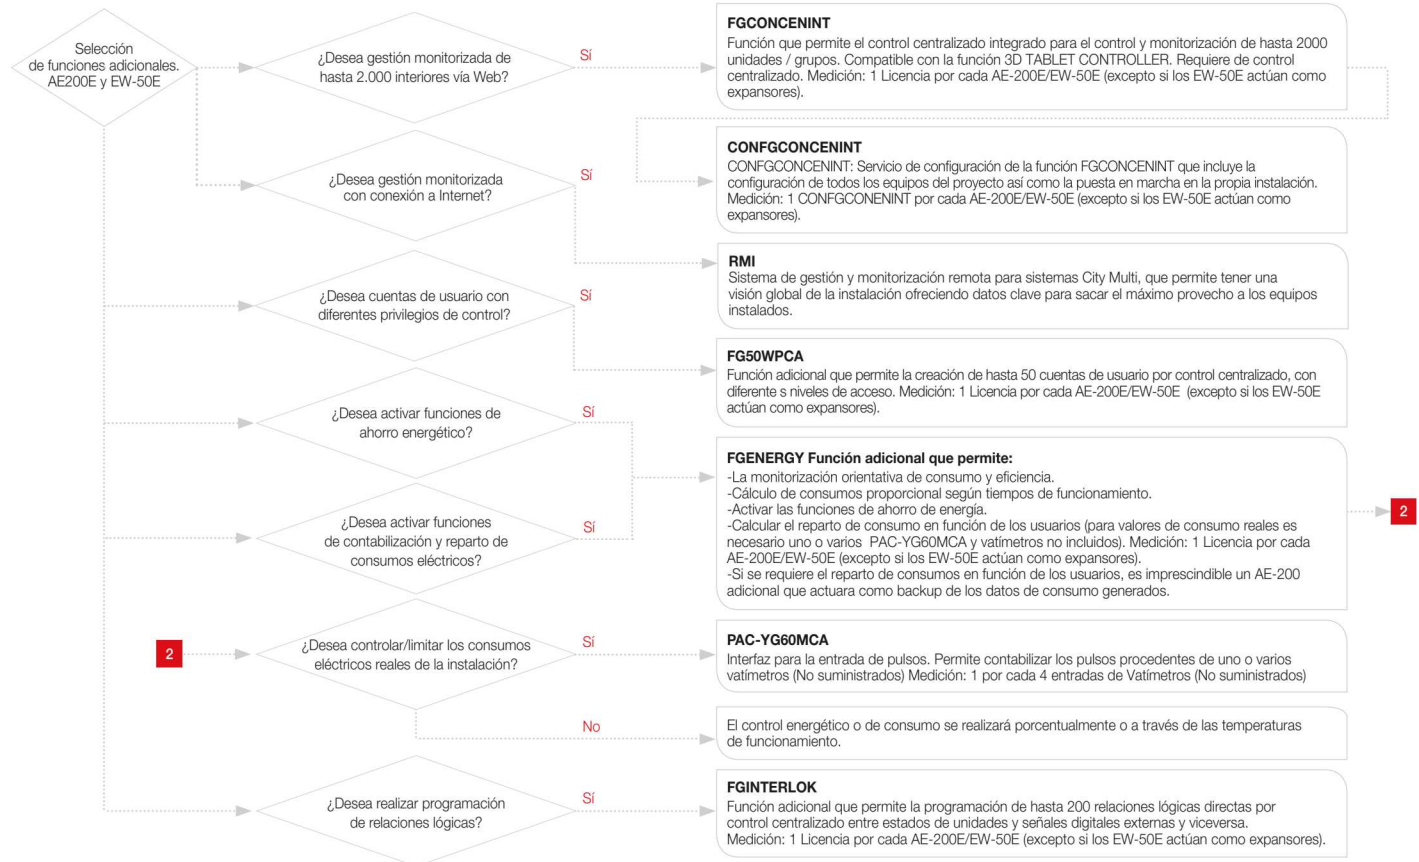 Selección
de funciones adicionales.
AE200E y EW-50E
¿Desea gestión monitorizada de
hasta 2.000 interiores vía Web?
Sí
FGCONCENINT
Función que permite el control centralizado integrado para el control y monitorización de hasta 2000
unidades / grupos. Compatible con la función 3D TABLET CONTROLLER. Requiere de control
centralizado. Medición: 1 Licencia por cada AE-200E/EW-50E (excepto si los EW-50E actúan como
expansores).
CONFGCONCENINT
CONFGCONCENINT: Servicio de configuración de la función FGCONCENINT que incluye la
configuración de todos los equipos del proyecto así como la puesta en marcha en la propia instalación.
Medición: 1 CONFGCONENINT por cada AE-200E/EW-50E (excepto si los EW-50E actúan como
expansores).
¿Desea gestión monitorizada
con conexión a Internet?
Sí
RMI
Sistema de gestión y monitorización remota para sistemas City Multi, que permite tener una
visión global de la instalación ofreciendo datos clave para sacar el máximo provecho a los equipos
instalados.
¿Desea cuentas de usuario con
diferentes privilegios de control?
Sí
FG50WPCA
Función adicional que permite la creación de hasta 50 cuentas de usuario por control centralizado, con
diferente s niveles de acceso. Medición: 1 Licencia por cada AE-200E/EW-50E (excepto si los EW-50E
actúan como expansores).
¿Desea activar funciones de
ahorro energético?
Sí
¿Desea activar funciones
de contabilización y reparto de
consumos eléctricos?
Sí
FGENERGY Función adicional que permite:
-La monitorización orientativa de consumo y eficiencia.
-Cálculo de consumos proporcional según tiempos de funcionamiento.
-Activar las funciones de ahorro de energía.
-Calcular el reparto de consumo en función de los usuarios (para valores de consumo reales es
necesario uno o varios PAC-YG60MCA y vatímetros no incluidos). Medición: 1 Licencia por cada
AE-200E/EW-50E (excepto si los EW-50E actúan como expansores).
-Si se requiere el reparto de consumos en función de los usuarios, es imprescindible un AE-200
adicional que actuara como backup de los datos de consumo generados.
2
2
¿Desea controlar/limitar los consumos
eléctricos reales de la instalación?
Sí
PAC-YG60MCA
Interfaz para la entrada de pulsos. Permite contabilizar los pulsos procedentes de uno o varios
vatímetros (No suministrados) Medición: 1 por cada 4 entradas de Vatímetros (No suministrados)
No
El control energético o de consumo se realizará porcentualmente o a través de las temperaturas
de funcionamiento.
¿Desea realizar programación
de relaciones lógicas?
Sí
FGINTERLOK
Función adicional que permite la programación de hasta 200 relaciones lógicas directas por
control centralizado entre estados de unidades y señales digitales externas y viceversa.
Medición: 1 Licencia por cada AE-200E/EW-50E (excepto si los EW-50E actúan como expansores).